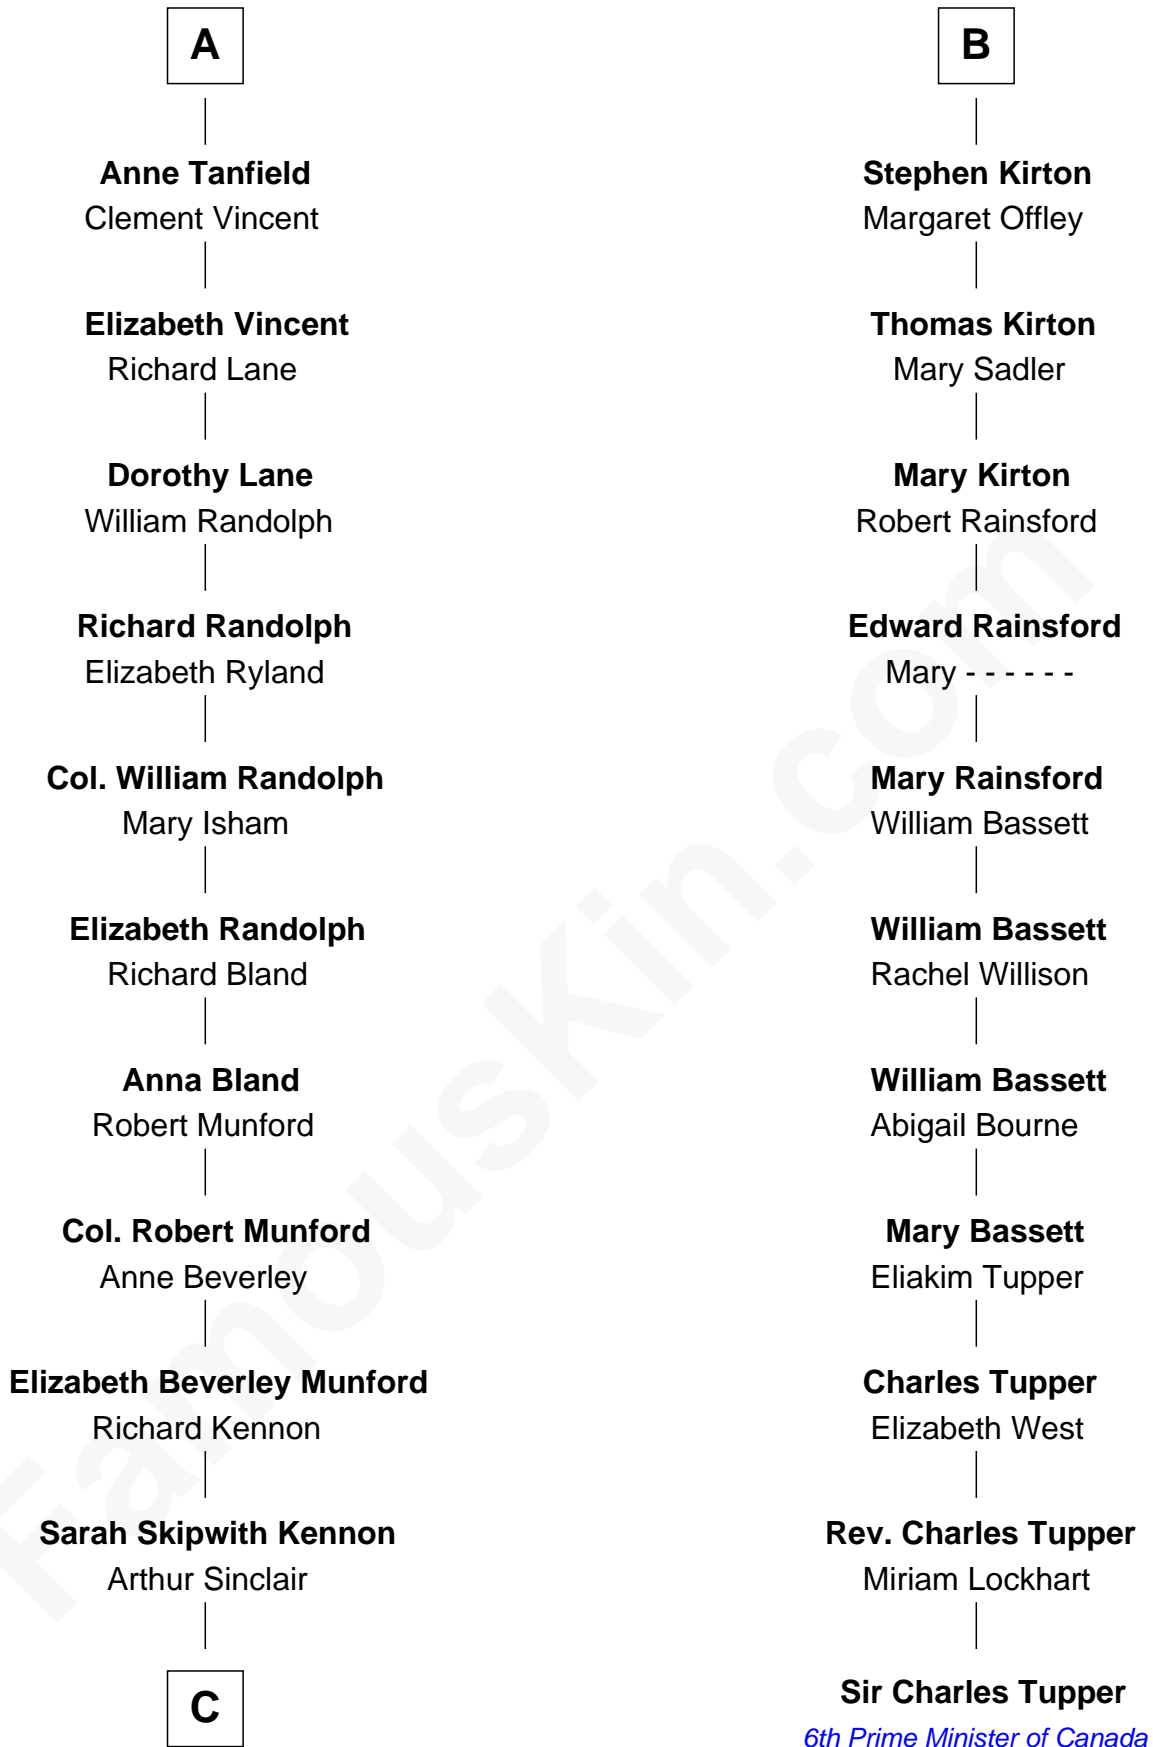 A
Anne Tanfield
Clement Vincent
Elizabeth Vincent
Richard Lane
Dorothy Lane
William Randolph
Richard Randolph
Elizabeth Ryland
Col. William Randolph
Mary Isham
Elizabeth Randolph
Richard Bland
Anna Bland
Robert Munford
Col. Robert Munford
Anne Beverley
Elizabeth Beverley Munford
Richard Kennon
Sarah Skipwith Kennon
Arthur Sinclair
C
B
Stephen Kirton
Margaret Offley
Thomas Kirton
Mary Sadler
Mary Kirton
Robert Rainsford
Edward Rainsford
Mary - - - - - -
Mary Rainsford
William Bassett
William Bassett
Rachel Willison
William Bassett
Abigail Bourne
Mary Bassett
Eliakim Tupper
Charles Tupper
Elizabeth West
Rev. Charles Tupper
Miriam Lockhart
Sir Charles Tupper
6th Prime Minister of Canada
FamousKin.com